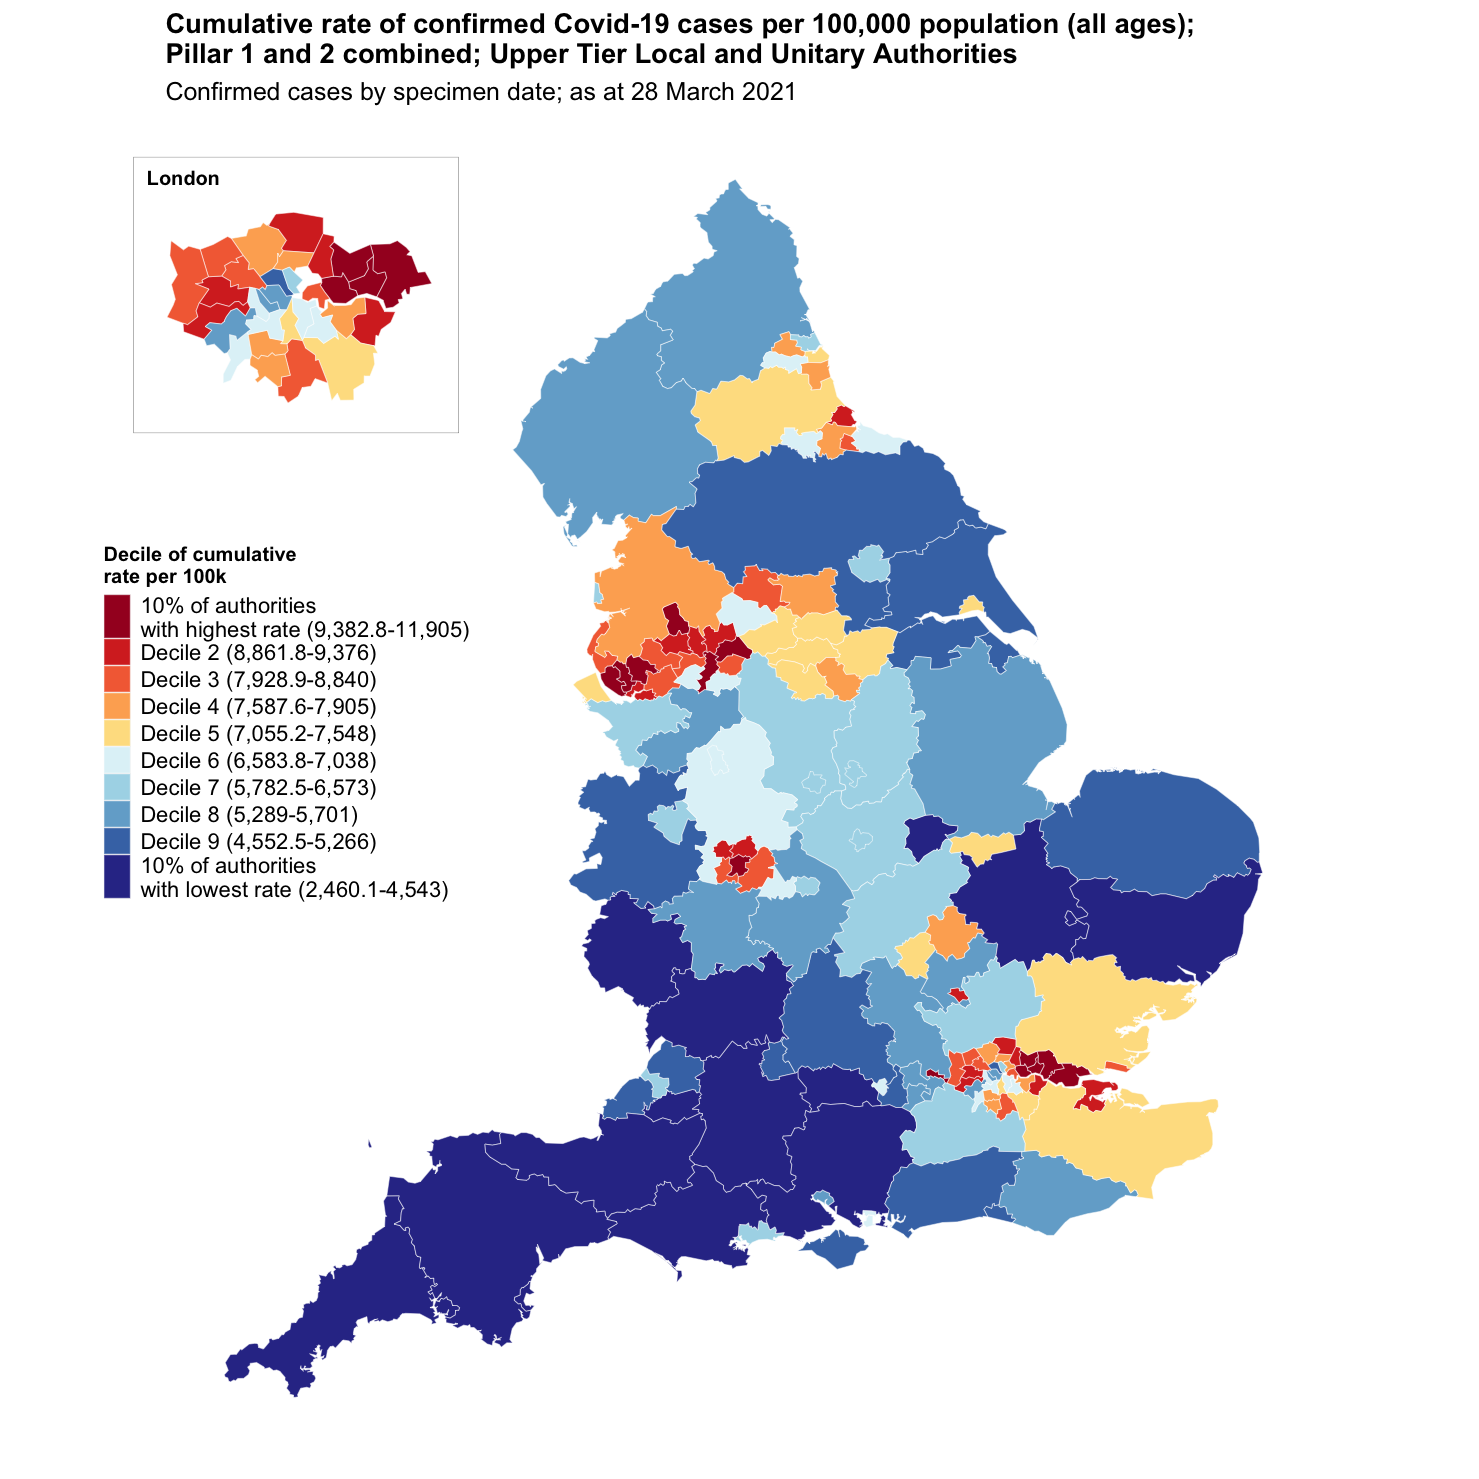 Cumulative rate of confirmed Covid-19 cases per 100,000 population (all ages);
Pillar 1 and 2 combined; Upper Tier Local and Unitary Authorities
Confirmed cases by specimen date; as at 28 March 2021
London
Decile of cumulative
rate per 100k
10% of authorities
with highest rate (9,382.8-11,905)
Decile 2 (8,861.8-9,376)
Decile 3 (7,928.9-8,840)
Decile 4 (7,587.6-7,905)
Decile 5 (7,055.2-7,548)
Decile 6 (6,583.8-7,038)
Decile 7 (5,782.5-6,573)
Decile 8 (5,289-5,701)
Decile 9 (4,552.5-5,266)
10% of authorities
with lowest rate (2,460.1-4,543)